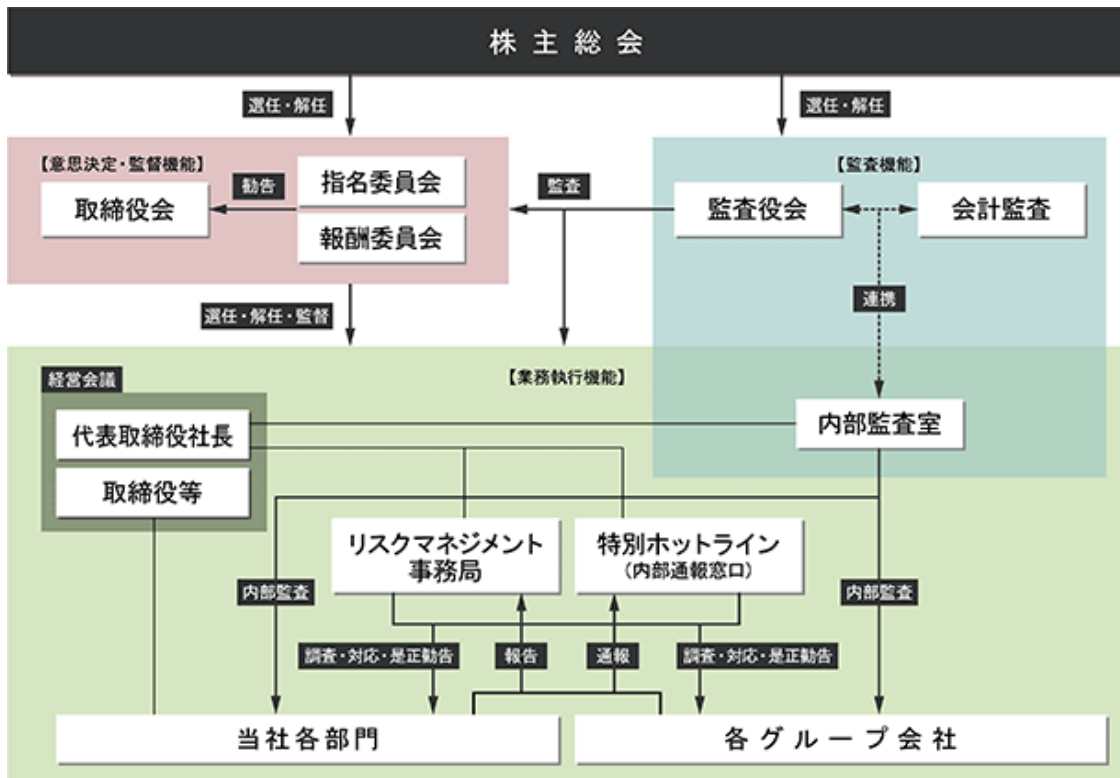 株主総会
選任・解任
選任・解任
【意思決定・監督機能】
取締役会
勧告
指名委員会
報酬委員会
監査
【監査機能】
監査役会
会計監査
連携
選任・解任・監督
【業務執行機能】
経営会議
代表取締役社長
取締役等
内部監査室
リスクマネジメント
事務局
特別ホットライン
（内部通報窓口）
内部監査
内部監査
調査・対応・是正勧告
報告
通報
調査・対応・是正勧告
当社各部門
各グループ会社